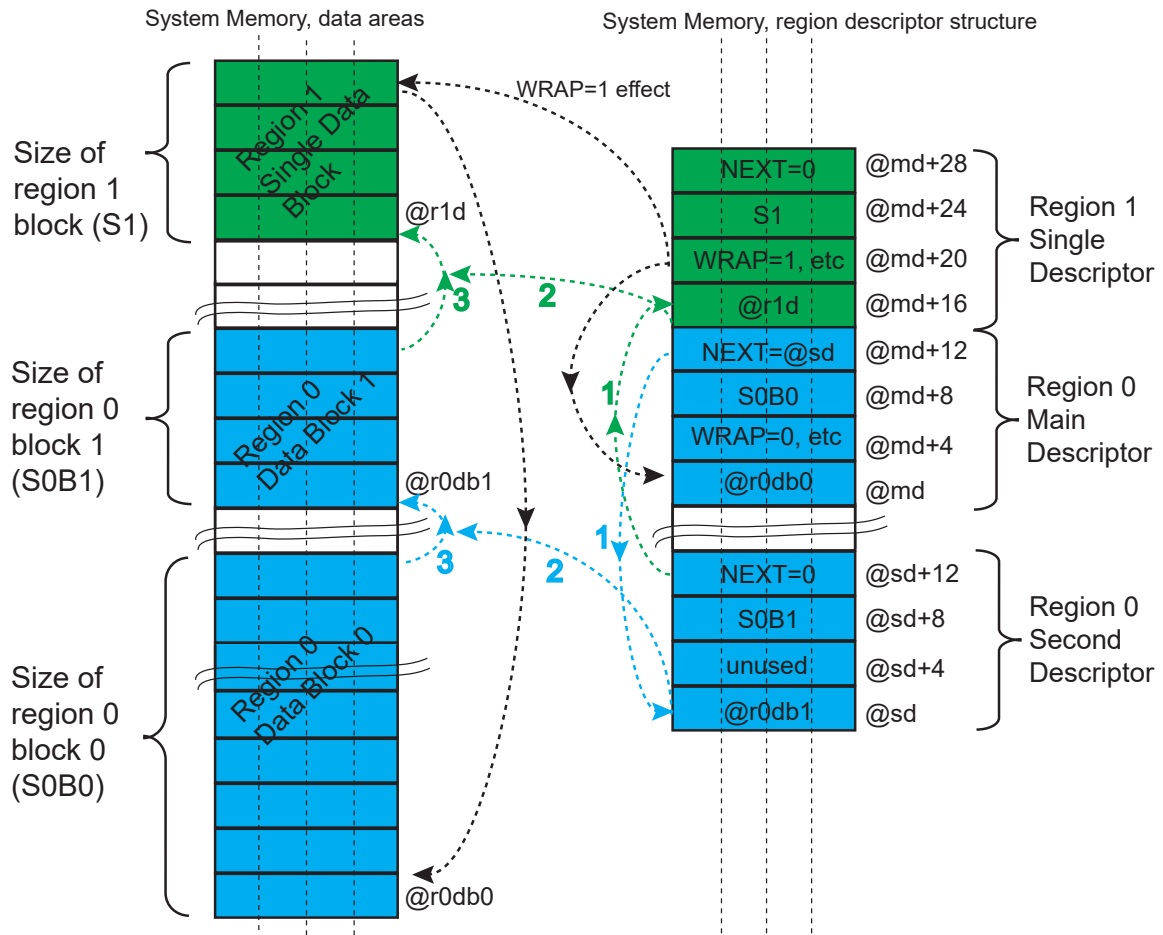 System Memory, data areas
System Memory, region descriptor structure
WRAP=1 effect
Size of
region 1
block (S1)
Region 1
Single Data
Block
@r1d
3
2
Size of
region 0
block 1
(S0B1)
Region 0
Data Block 1
@r0db1
3
2
Size of
region 0
block 0
(S0B0)
Region 0
Data Block 0
@r0db0
1
1
NEXT=0
@md+28
S1
@md+24
WRAP=1, etc
@md+20
@r1d
@md+16
Region 1
Single
Descriptor
NEXT=@sd
@md+12
S0B0
@md+8
WRAP=0, etc
@md+4
@r0db0
@md
Region 0
Main
Descriptor
NEXT=0
@sd+12
S0B1
@sd+8
unused
@sd+4
@r0db1
@sd
Region 0
Second
Descriptor